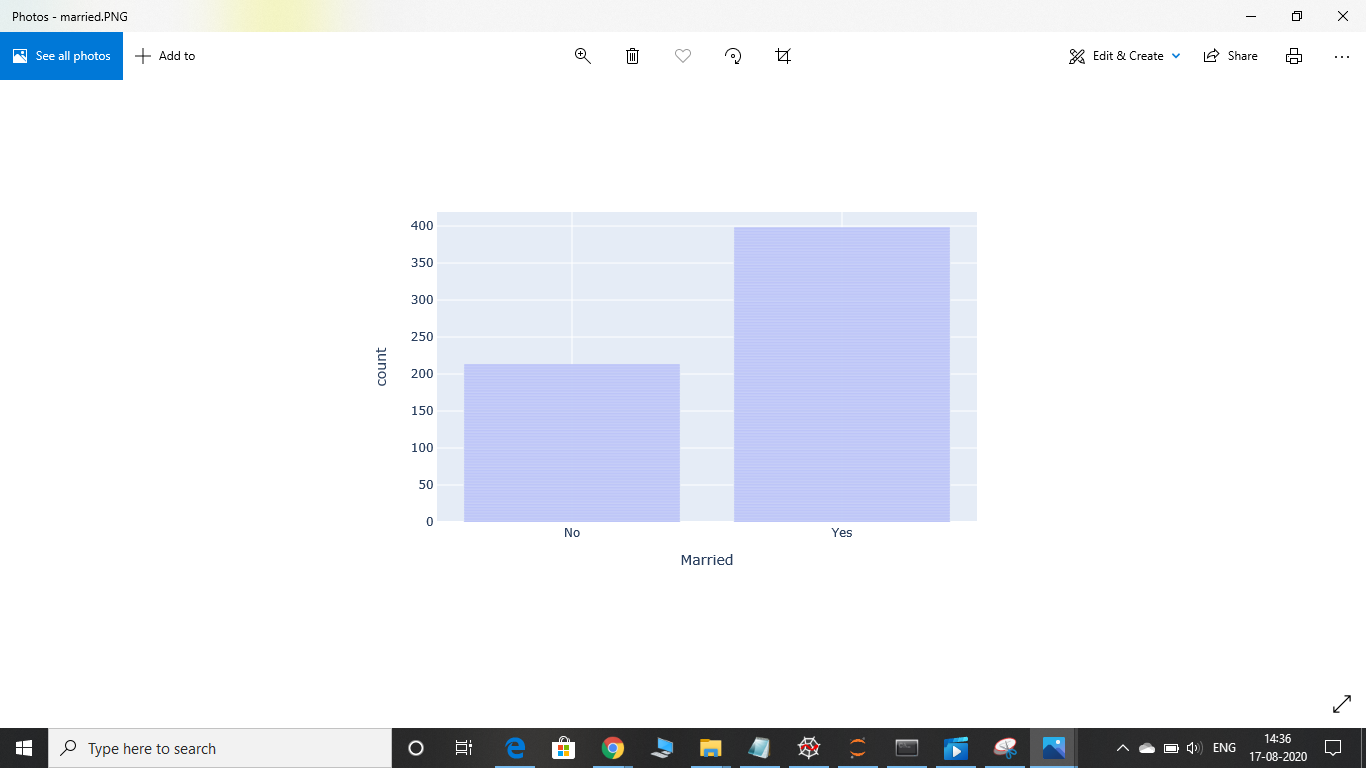 Photos - married.PNG
See all photos
Add to
Edit & Create
Share
400
350
300
250
200
150
100
50
0
count
No
Yes
Married
Type here to search
ENG
14:36
17-08-2020